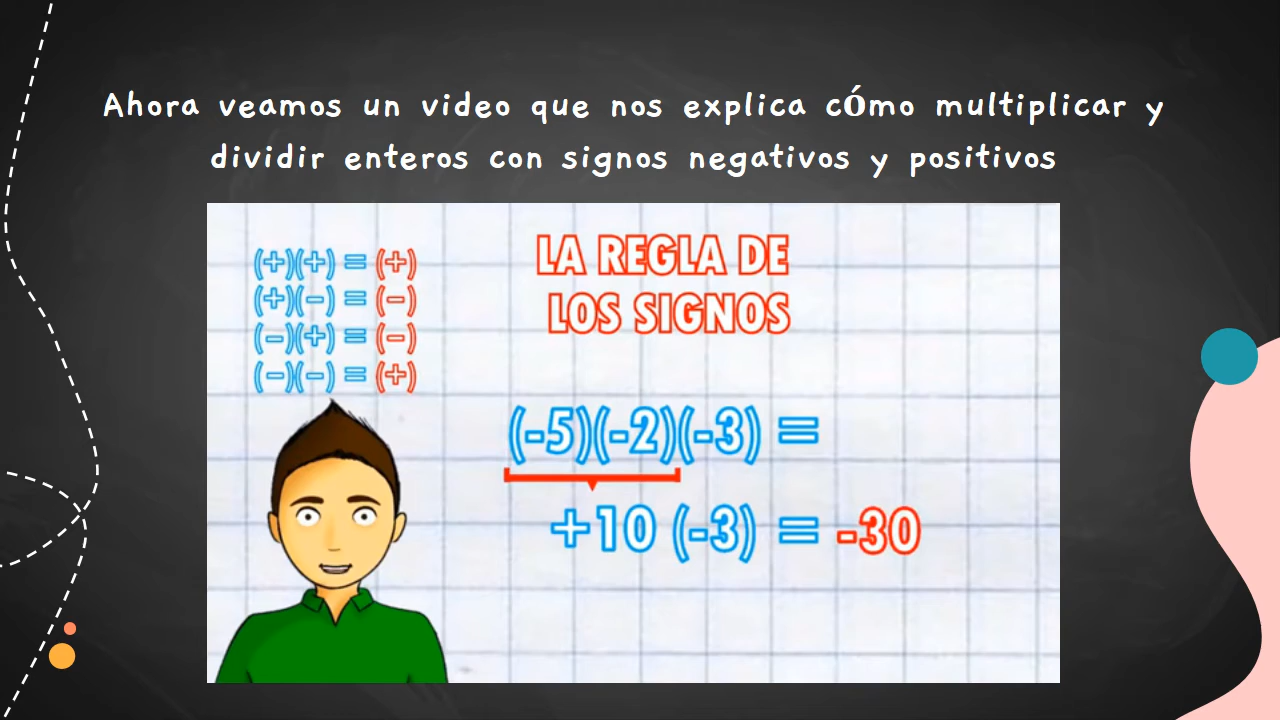 Ahora veamos un video que nos explica cómo multiplicar y
dividir enteros con signos negativos y positivos
(+)(+) = (+)
(+)(-) = (-)
(-)(+) = (-)
(-)(-) = (+)
LA REGLA DE
LOS SIGNOS
(-5)(-2)(-3) =
+10 (-3) = -30